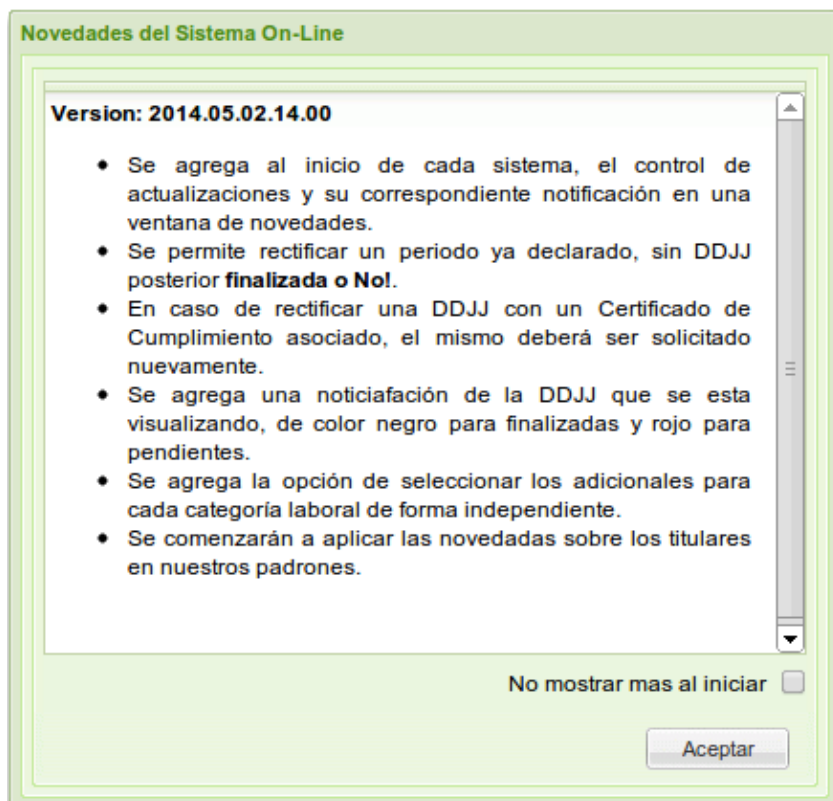 Novedades del Sistema On-Line
Version: 2014.05.02.14.00
Se agrega al inicio de cada sistema, el control de
actualizaciones y su correspondiente notificación en una
ventana de novedades.
Se permite rectificar un periodo ya declarado, sin DDJJ
posterior finalizada o No!.
En caso de rectificar una DDJJ con un Certificado de
Cumplimiento asociado, el mismo deberá ser solicitado
nuevamente.
Se agrega una noticiafación de la DDJJ que se esta
visualizando, de color negro para finalizadas y rojo para
pendientes.
Se agrega la opción de seleccionar los adicionales para
cada categoría laboral de forma independiente.
Se comenzarán a aplicar las novedadas sobre los titulares
en nuestros padrones.
No mostrar mas al iniciar
Aceptar